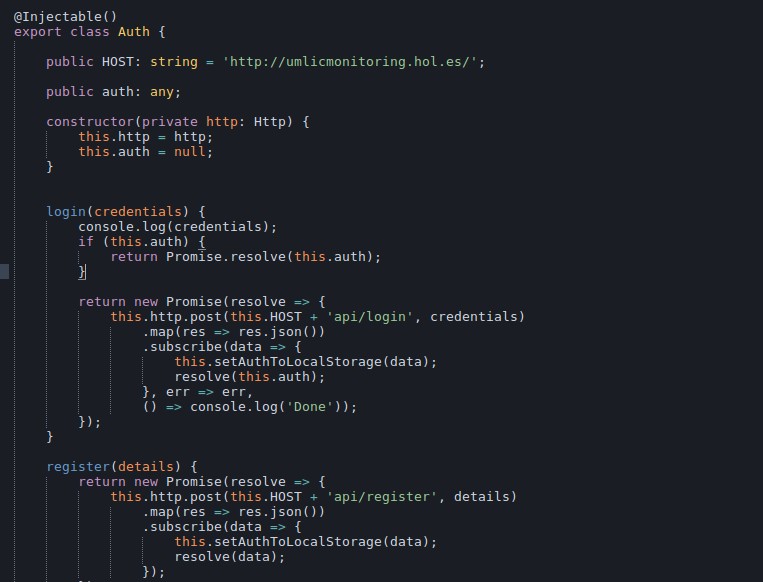 @Injectable()
export class Auth {
public HOST: string = 'http://umlicmonitoring.hol.es/';
public auth: any;
constructor(private http: Http) {
this.http = http;
this.auth = null;
}
login(credentials) {
console.log(credentials);
if (this.auth) {
return Promise.resolve(this.auth);
}
return new Promise(resolve => {
this.http.post(this.HOST + 'api/login', credentials)
.map(res => res.json())
.subscribe(data => {
this.setAuthToLocalStorage(data);
resolve(this.auth);
}, err => err,
() => console.log('Done'));
});
}
register(details) {
return new Promise(resolve => {
this.http.post(this.HOST + 'api/register', details)
.map(res => res.json())
.subscribe(data => {
this.setAuthToLocalStorage(data);
resolve(data);
});